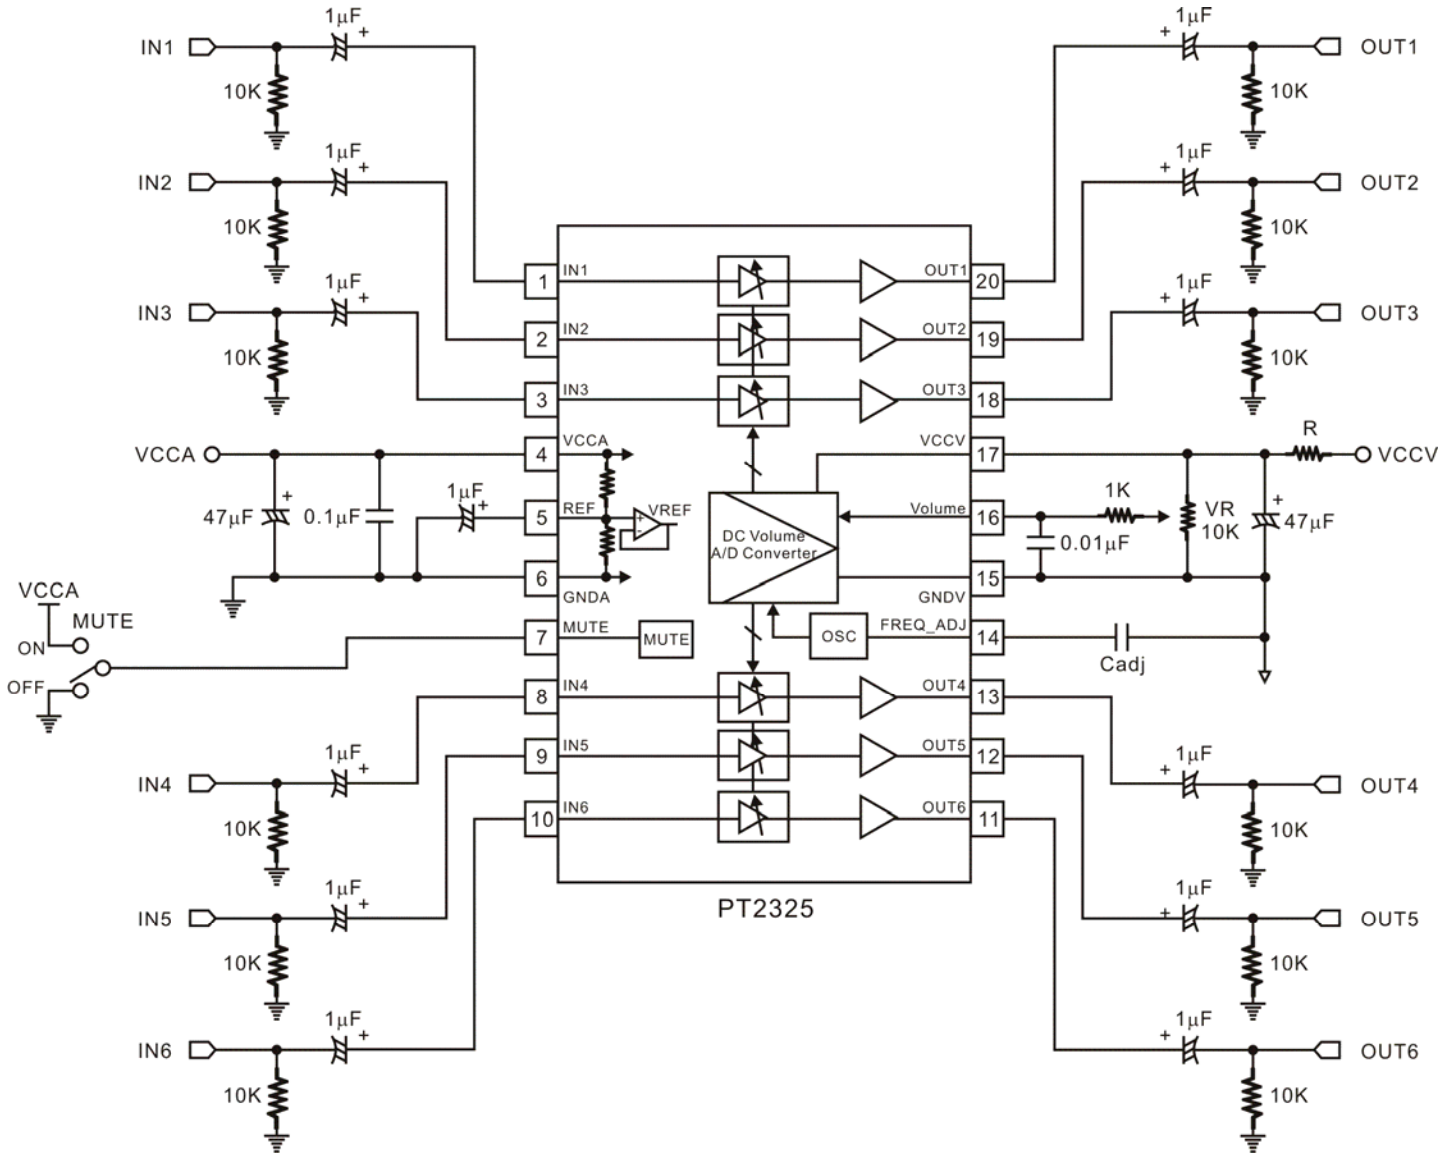 1μF
+
IN1
10K
1μF
+
IN2
10K
1μF
+
IN3
10K
VCCA
47μF
+
0.1μF
1μF
+
VCCA
MUTE
ON
OFF
1μF
+
IN4
10K
1μF
+
IN5
10K
1μF
+
IN6
10K
1 IN1
2 IN2
3 IN3
4 VCCA
5 REF
+
-
VREF
6 GNDA
7 MUTE
MUTE
8 IN4
9 IN5
10 IN6
DC Volume
A/D Converter
OSC
OUT1 20
OUT2 19
OUT3 18
VCCV 17
Volume 16
15
GNDV
FREQ_ADJ 14
OUT4 13
OUT5 12
OUT6 11
PT2325
1μF
+
OUT1
10K
1μF
+
OUT2
10K
1μF
+
OUT3
10K
R
VCCV
1K
VR
10K
+
47μF
0.01μF
Cadj
1μF
+
OUT4
10K
1μF
+
OUT5
10K
1μF
+
OUT6
10K